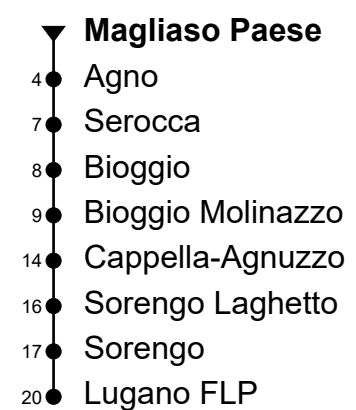 Magliaso Paese
4 Agno
7 Serocca
8 Bioggio
9 Bioggio Molinazzo
14 Cappella-Agnuzzo
16 Sorengo Laghetto
17 Sorengo
20 Lugano FLP